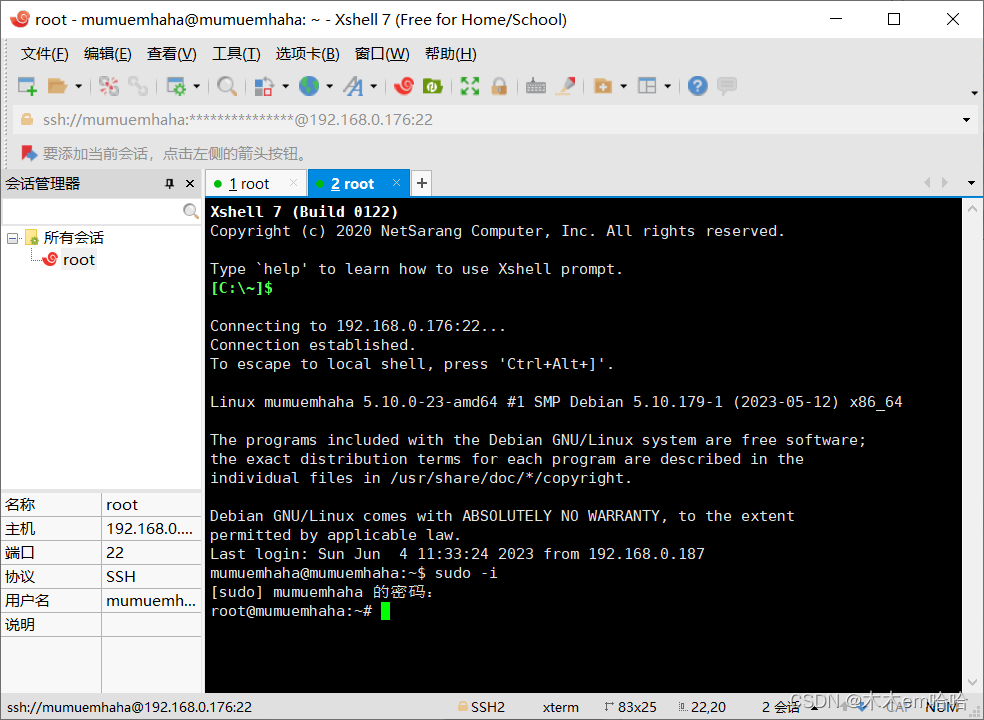 root - mumuemhaha@mumuemhaha: ~ - Xshell 7 (Free for Home/School)
文件(F) 编辑(E) 查看(V) 工具(T) 选项卡(B) 窗口(W) 帮助(H)
ssh://mumuemhaha:***************@192.168.0.176:22
要添加当前会话，点击左侧的箭头按钮。
会话管理器
1 root
2 root
所有会话
root
名称 root
主机 192.168.0....
端口 22
协议 SSH
用户名 mumuemh...
说明
Xshell 7 (Build 0122)
Copyright (c) 2020 NetSarang Computer, Inc. All rights reserved.
Type `help' to learn how to use Xshell prompt.
[C:\~]$
Connecting to 192.168.0.176:22...
Connection established.
To escape to local shell, press 'Ctrl+Alt+]'.
Linux mumuemhaha 5.10.0-23-amd64 #1 SMP Debian 5.10.179-1 (2023-05-12) x86_64
The programs included with the Debian GNU/Linux system are free software;
the exact distribution terms for each program are described in the
individual files in /usr/share/doc/*/copyright.
Debian GNU/Linux comes with ABSOLUTELY NO WARRANTY, to the extent
permitted by applicable law.
Last login: Sun Jun  4 11:33:24 2023 from 192.168.0.187
mumuemhaha@mumuemhaha:~$ sudo -i
[sudo] mumuemhaha 的密码：
root@mumuemhaha:~#
ssh://mumuemhaha@192.168.0.176:22 SSH2 xterm 83x25 22,20 2 会话 CAP NUM
CSDN @木木em哈哈